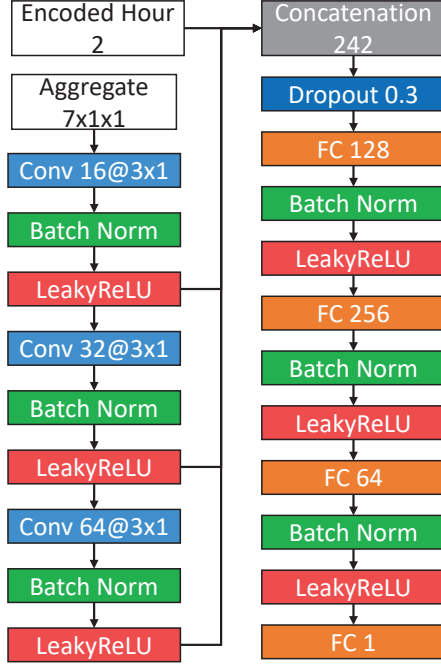 Encoded Hour
2
Aggregate
7x1x1
Conv 16@3x1
Batch Norm
LeakyReLU
Conv 32@3x1
Batch Norm
LeakyReLU
Conv 64@3x1
Batch Norm
LeakyReLU
Concatenation
242
Dropout 0.3
FC 128
Batch Norm
LeakyReLU
FC 256
Batch Norm
LeakyReLU
FC 64
Batch Norm
LeakyReLU
FC 1